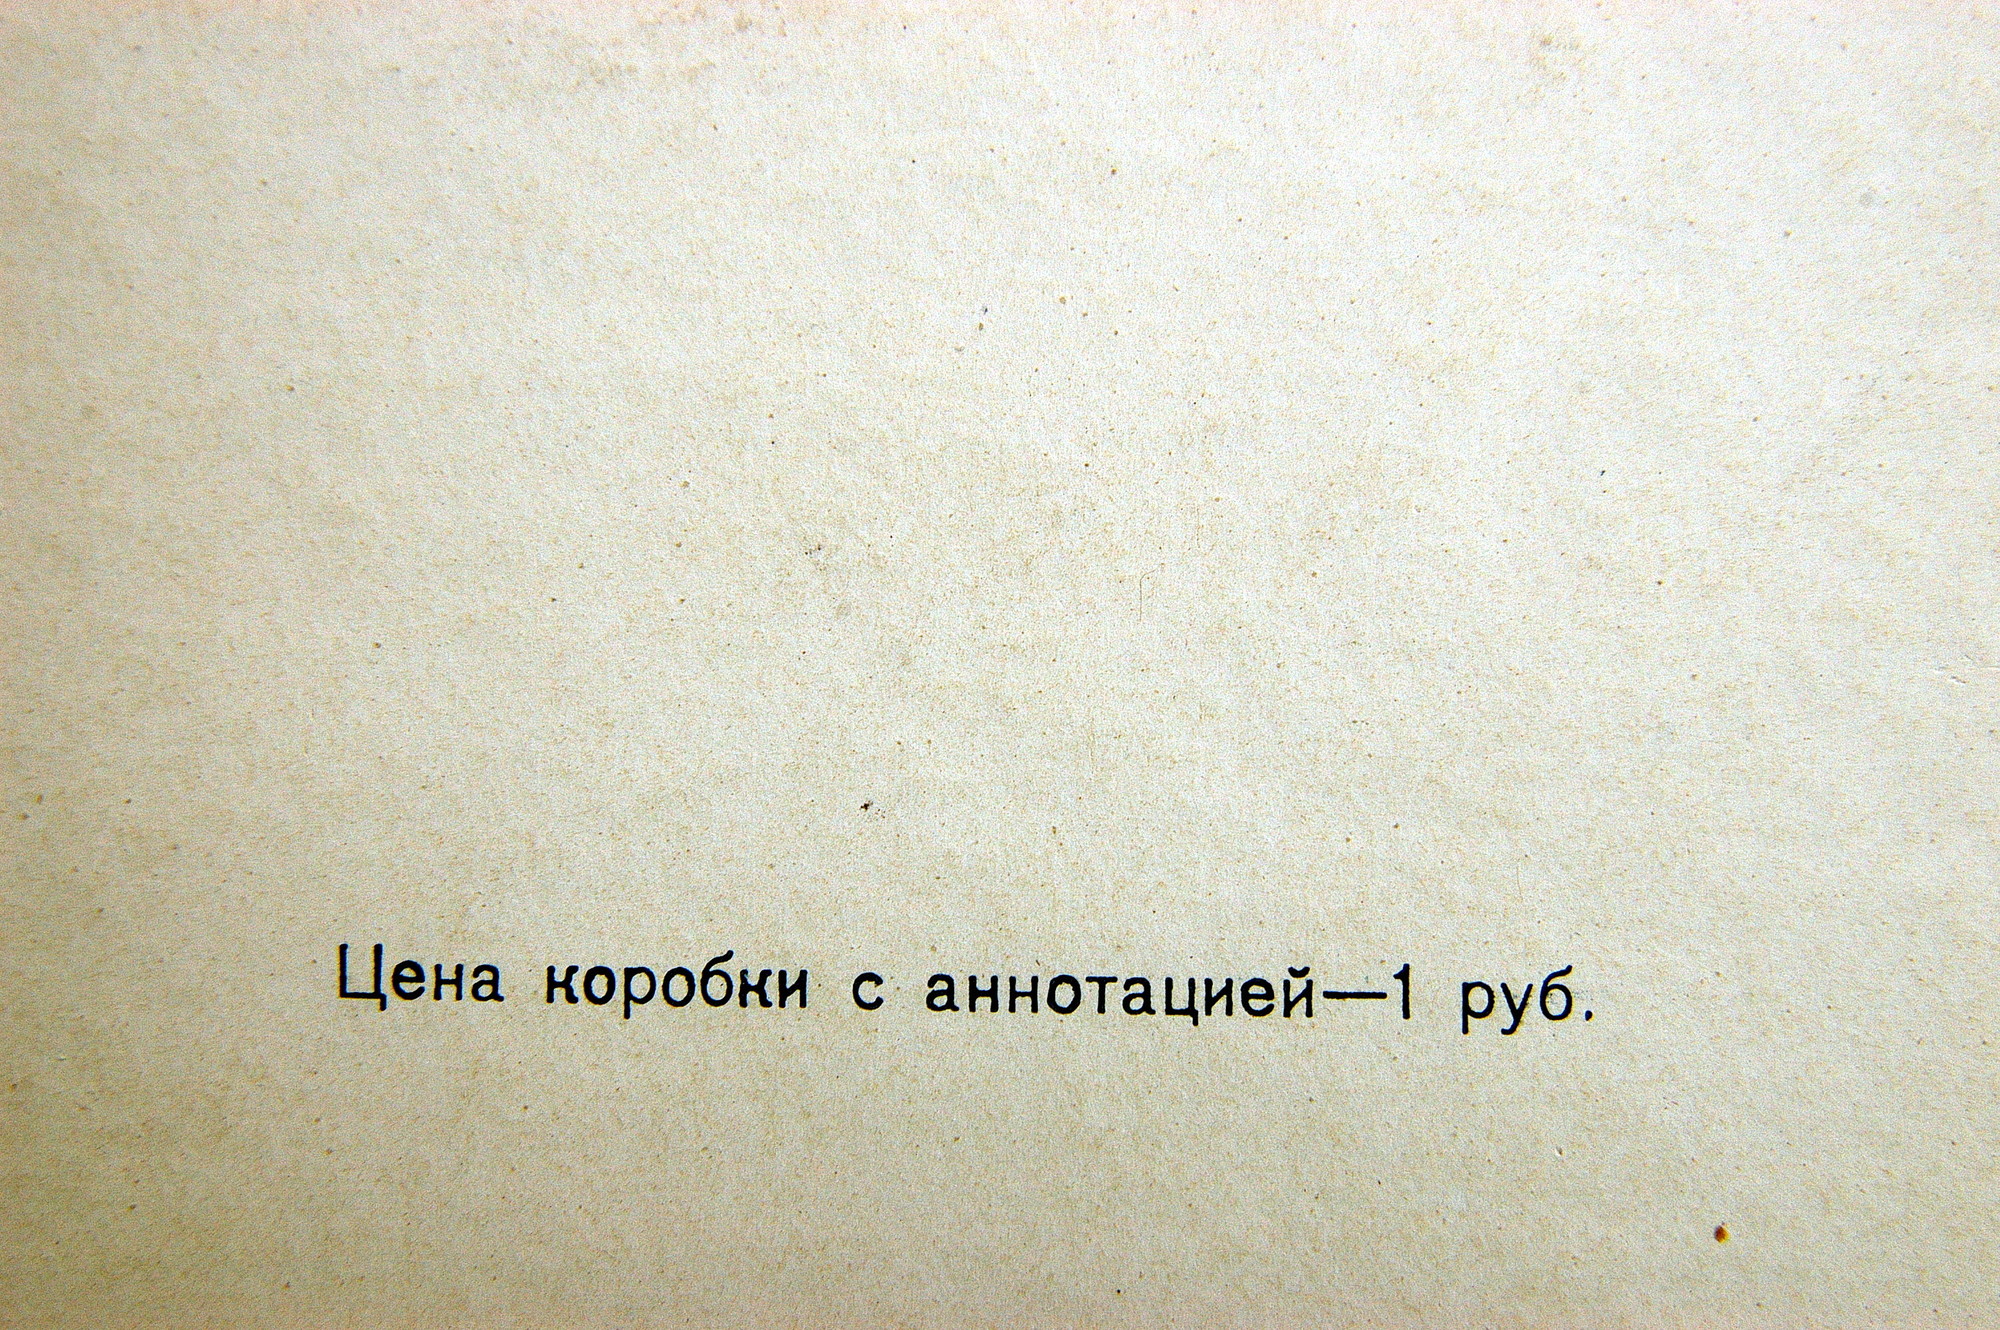 Цена коробки с аннотацией—1 руб.